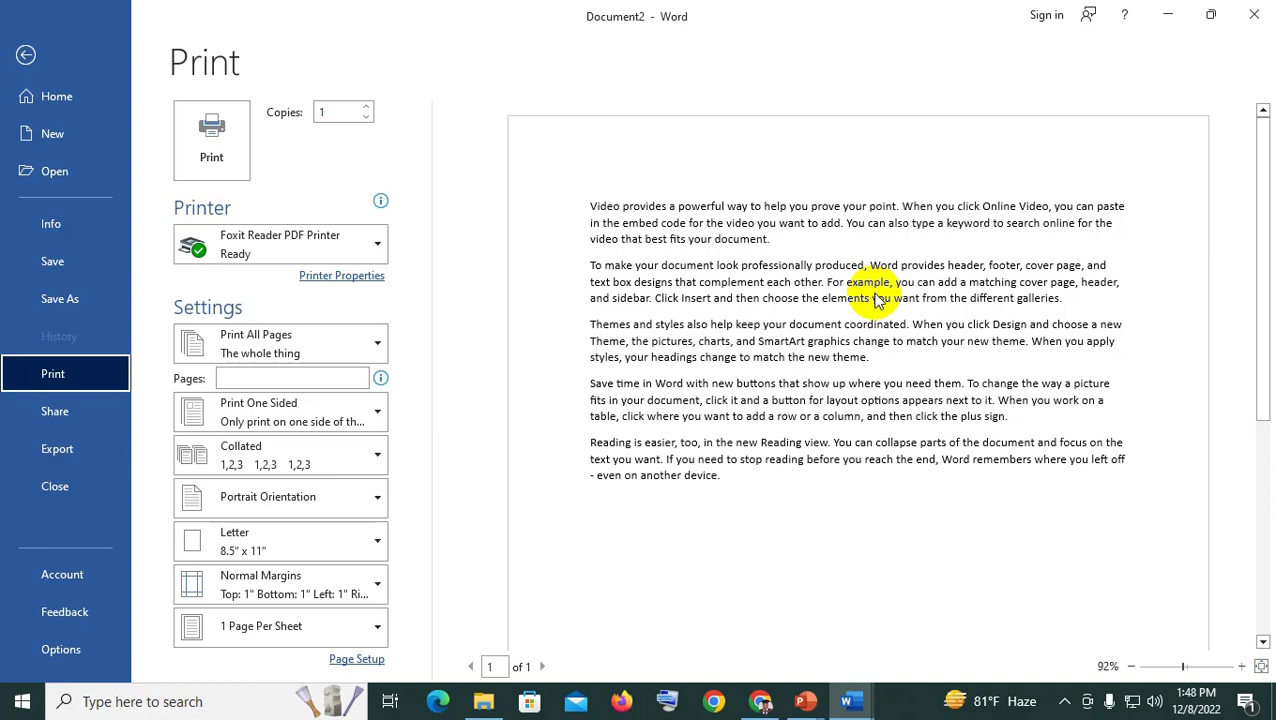 Document2 - Word
Sign in
?
Print
Home
New
Open
Info
Save
Save As
History
Print
Share
Export
Close
Account
Feedback
Options
Print
Copies: 1
Printer
Foxit Reader PDF Printer
Ready
Printer Properties
Settings
Print All Pages
The whole thing
Pages:
Print One Sided
Only print on one side of th...
Collated
1,2,3 1,2,3 1,2,3
Portrait Orientation
Letter
8.5" x 11"
Normal Margins
Top: 1" Bottom: 1" Left: 1" Ri...
1 Page Per Sheet
Page Setup
Video provides a powerful way to help you prove your point. When you click Online Video, you can paste
in the embed code for the video you want to add. You can also type a keyword to search online for the
video that best fits your document.
To make your document look professionally produced, Word provides header, footer, cover page, and
text box designs that complement each other. For example, you can add a matching cover page, header,
and sidebar. Click Insert and then choose the elements you want from the different galleries.
Themes and styles also help keep your document coordinated. When you click Design and choose a new
Theme, the pictures, charts, and SmartArt graphics change to match your new theme. When you apply
styles, your headings change to match the new theme.
Save time in Word with new buttons that show up where you need them. To change the way a picture
fits in your document, click it and a button for layout options appears next to it. When you work on a
table, click where you want to add a row or a column, and then click the plus sign.
Reading is easier, too, in the new Reading view. You can collapse parts of the document and focus on the
text you want. If you need to stop reading before you reach the end, Word remembers where you left off
- even on another device.
1 of 1
92%
Type here to search
81°F Haze
1:48 PM
12/8/2022
1